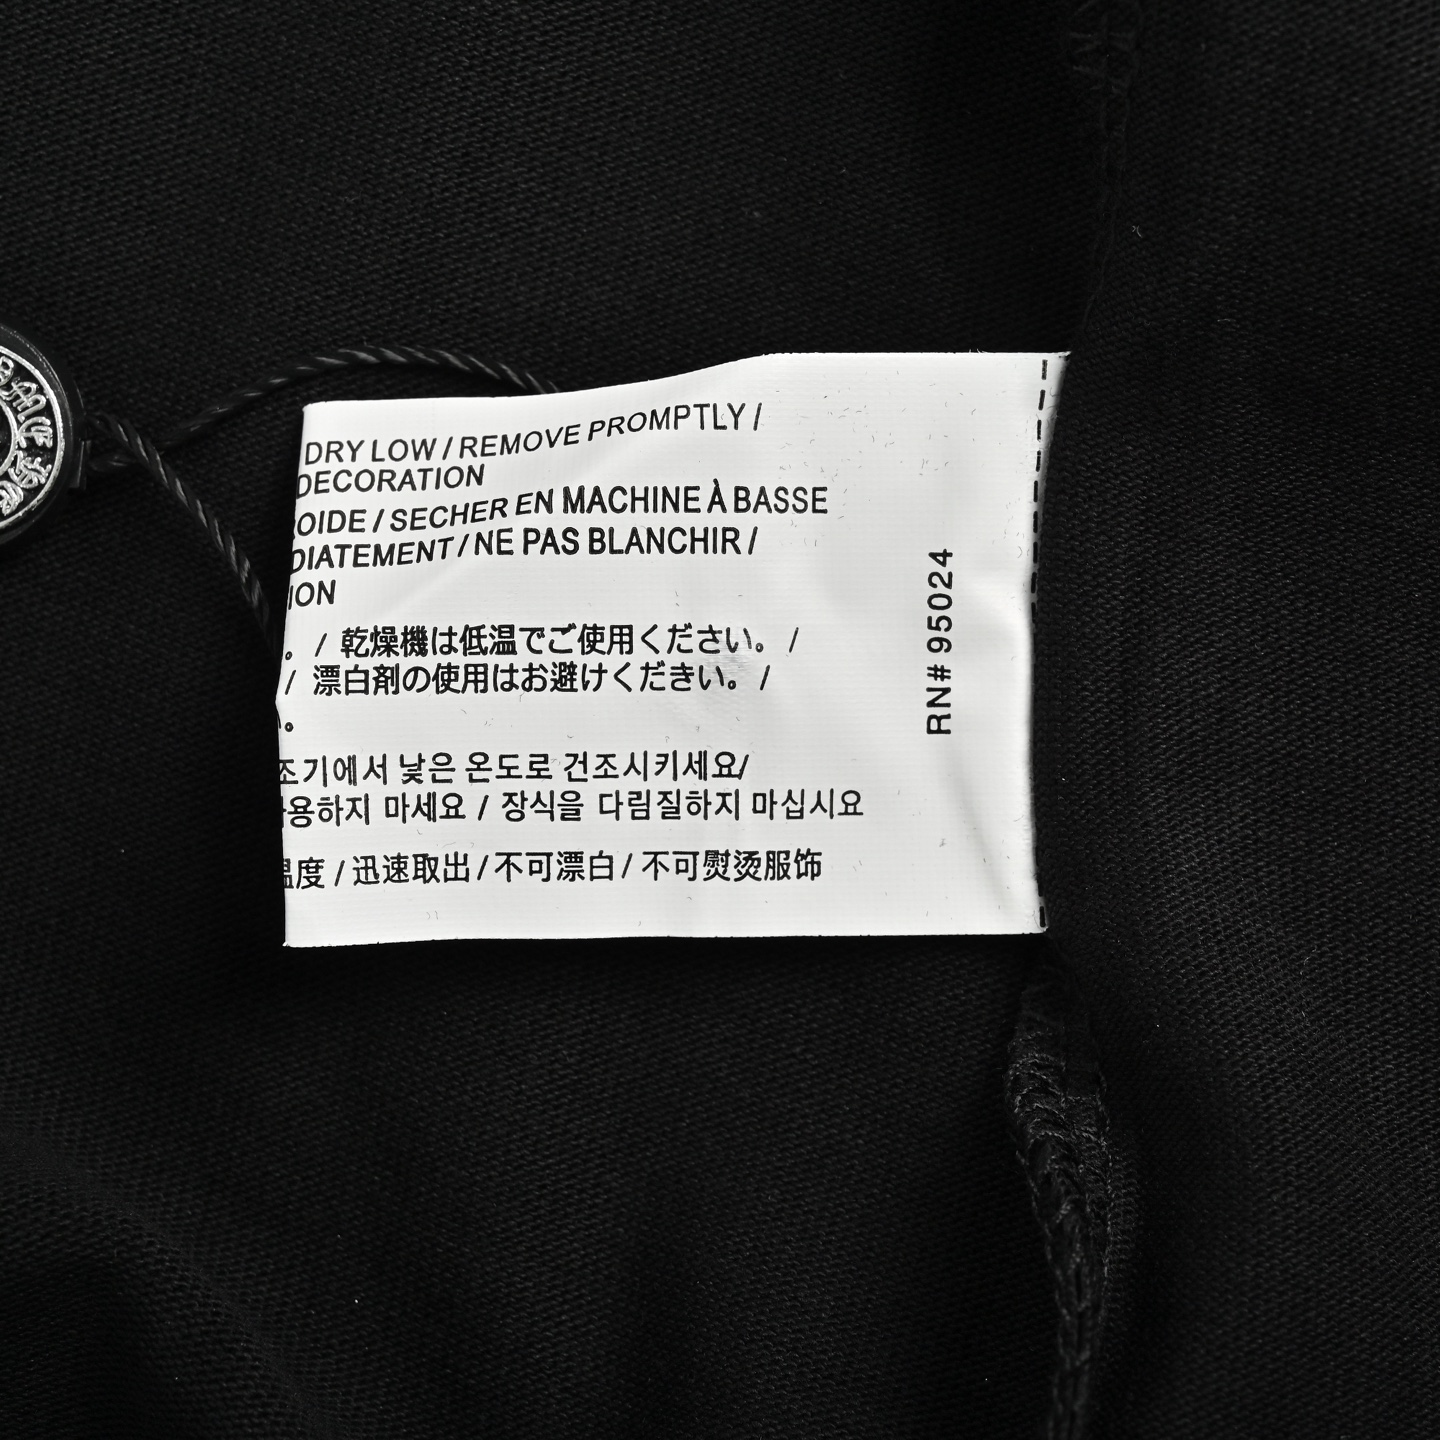 DRY LOW / REMOVE PROMPTLY /
DECORATION
OIDE / SECHER EN MACHINE À BASSE
DIATEMENT / NE PAS BLANCHIR /
ION
。 / 乾燥機は低温でご使用ください。 /
/ 漂白剤の使用はお避けください。 /
。
조기에서 낮은 온도로 건조시키세요/
용하지 마세요 / 장식을 다림질하지 마십시요
温度 / 迅速取出 / 不可漂白 / 不可熨烫服饰
RN# 95024